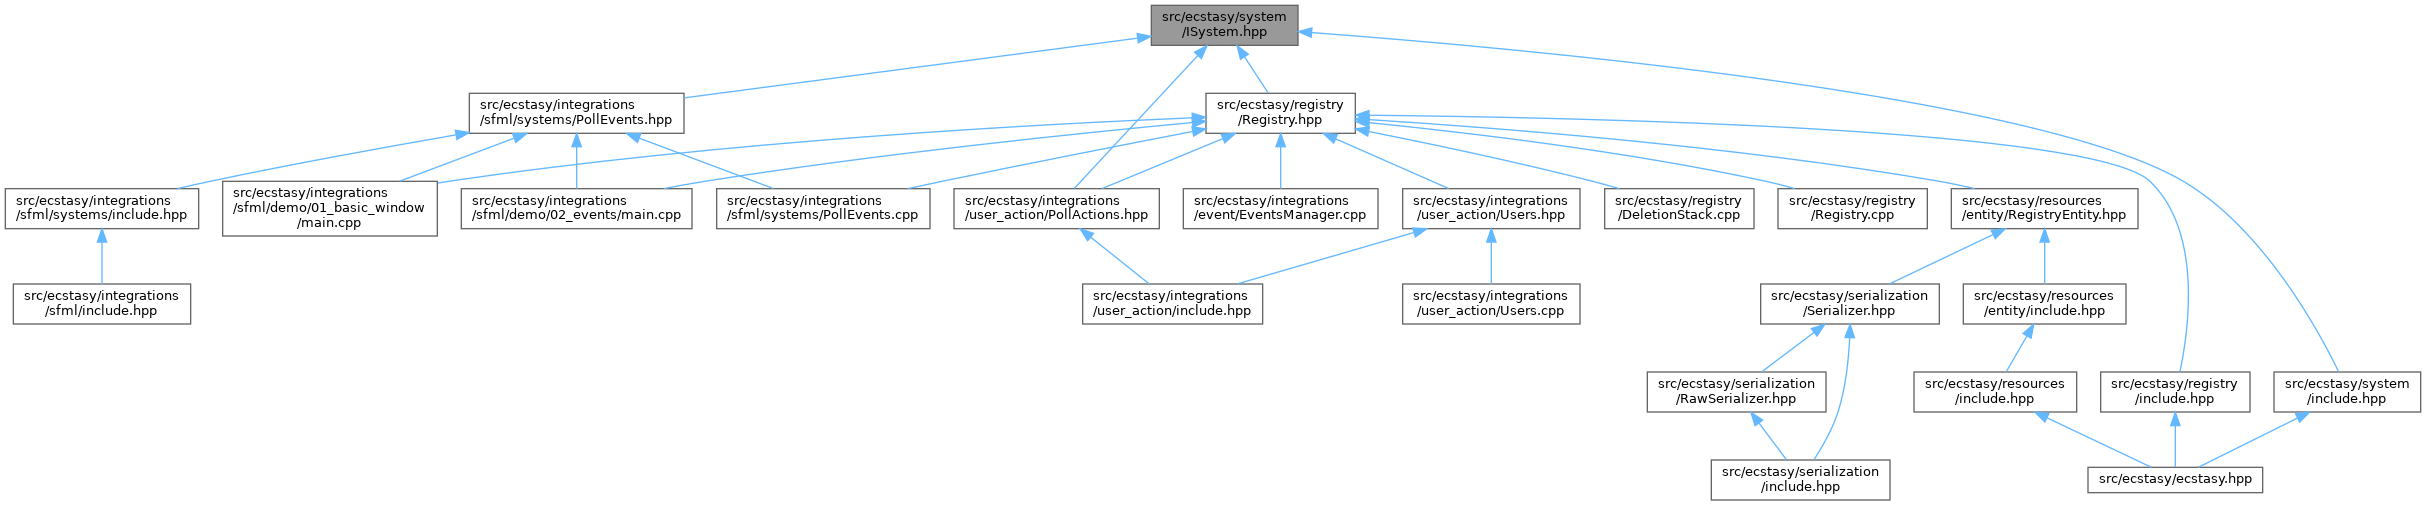 src/ecstasy/system
/ISystem.hpp
src/ecstasy/integrations
/sfml/systems/PollEvents.hpp
src/ecstasy/registry
/Registry.hpp
src/ecstasy/integrations
/sfml/systems/include.hpp
src/ecstasy/integrations
/sfml/demo/01_basic_window
/main.cpp
src/ecstasy/integrations
/sfml/demo/02_events/main.cpp
src/ecstasy/integrations
/sfml/systems/PollEvents.cpp
src/ecstasy/integrations
/user_action/PollActions.hpp
src/ecstasy/integrations
/event/EventsManager.cpp
src/ecstasy/integrations
/user_action/Users.hpp
src/ecstasy/registry
/DeletionStack.cpp
src/ecstasy/registry
/Registry.cpp
src/ecstasy/resources
/entity/RegistryEntity.hpp
src/ecstasy/integrations
/sfml/include.hpp
src/ecstasy/integrations
/user_action/include.hpp
src/ecstasy/integrations
/user_action/Users.cpp
src/ecstasy/serialization
/Serializer.hpp
src/ecstasy/resources
/entity/include.hpp
src/ecstasy/serialization
/RawSerializer.hpp
src/ecstasy/resources
/include.hpp
src/ecstasy/registry
/include.hpp
src/ecstasy/system
/include.hpp
src/ecstasy/serialization
/include.hpp
src/ecstasy/ecstasy.hpp